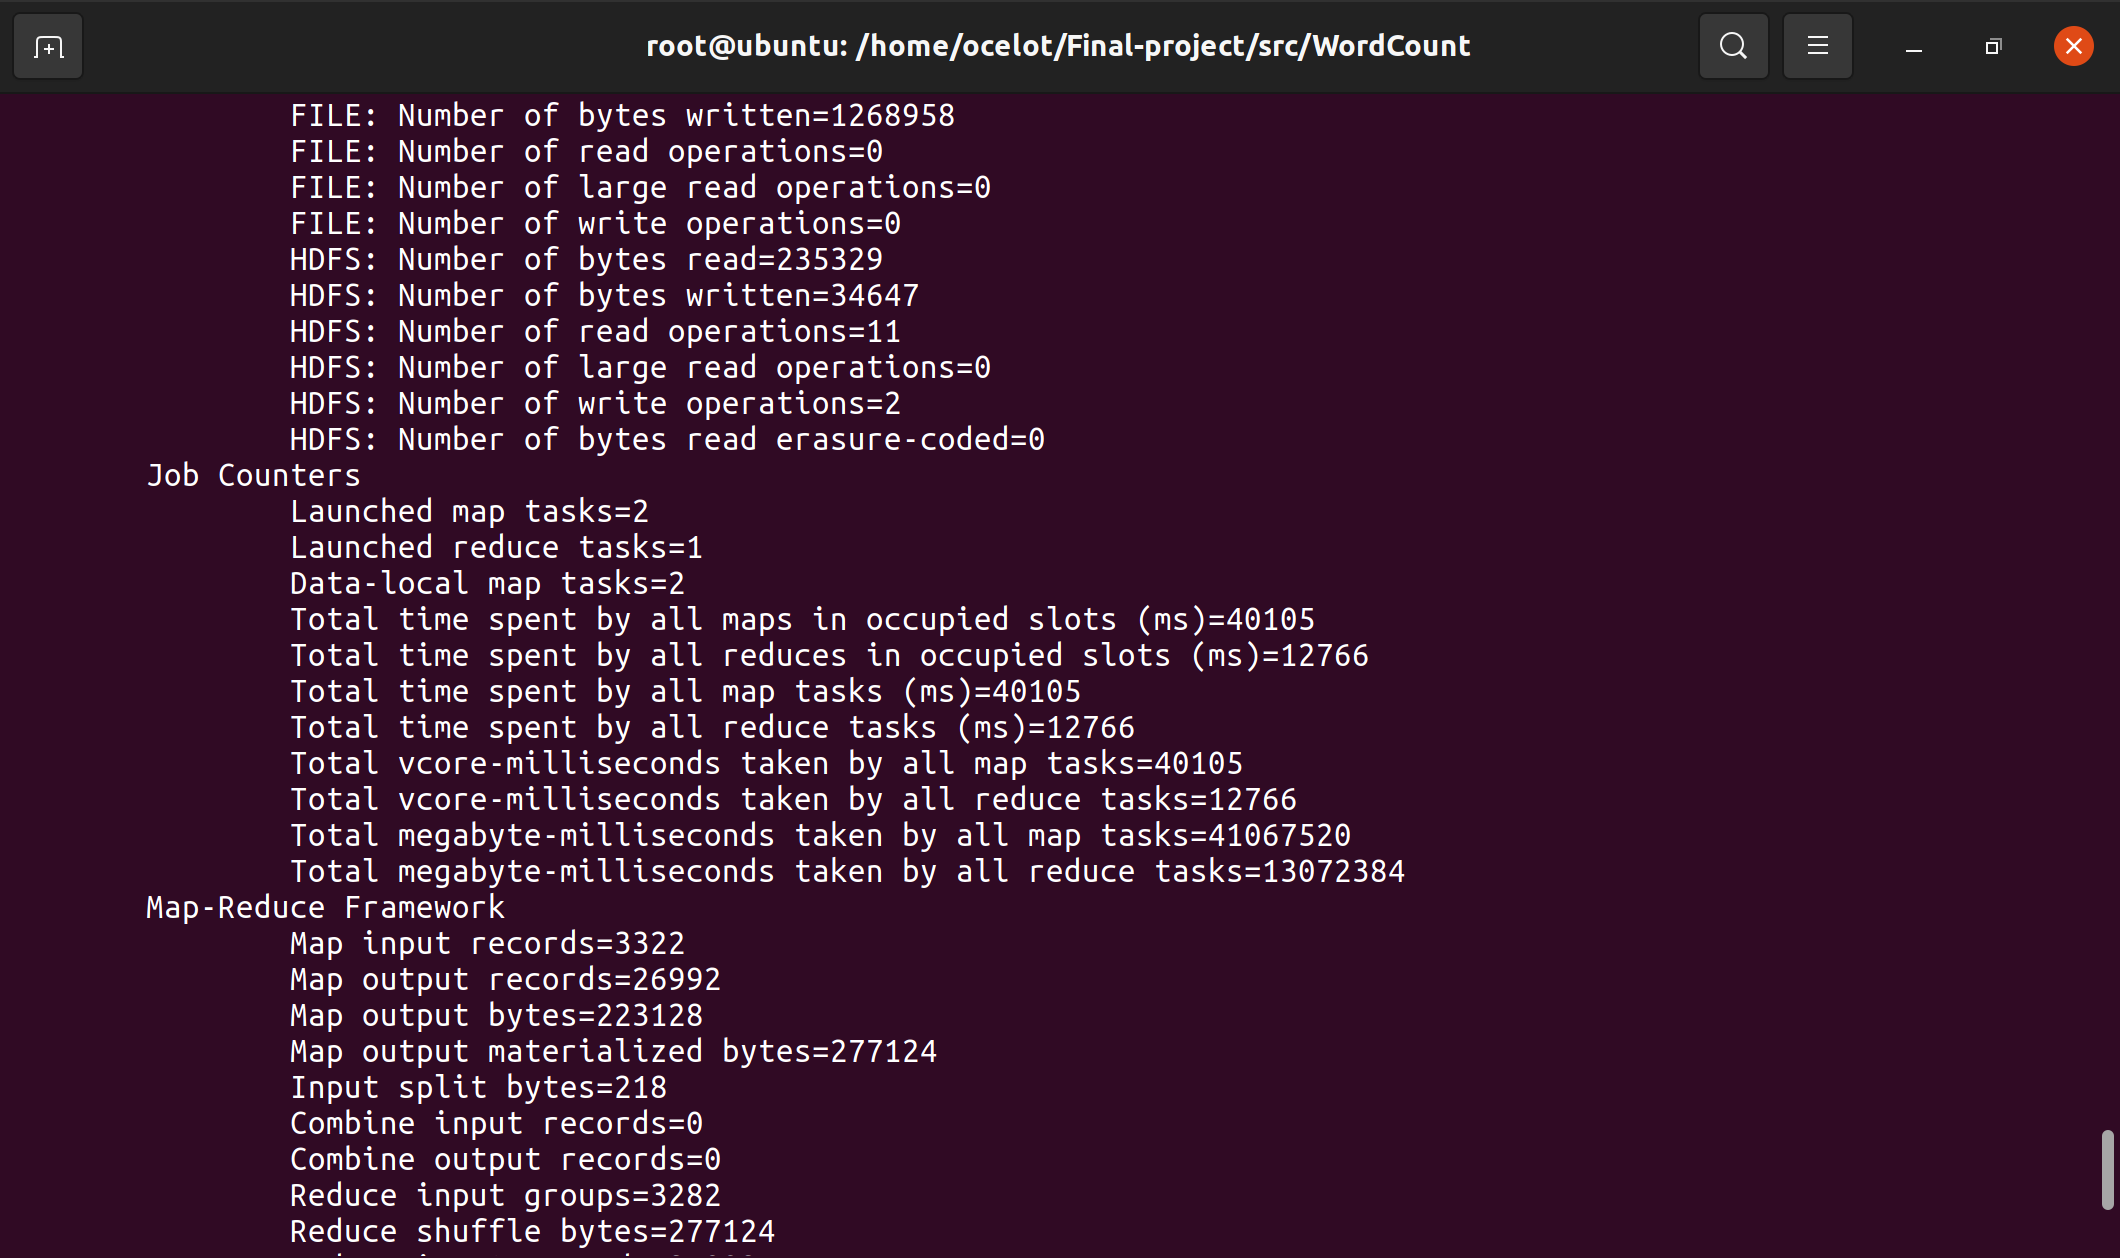 root@ubuntu: /home/ocelot/Final-project/src/WordCount
FILE: Number of bytes written=1268958
FILE: Number of read operations=0
FILE: Number of large read operations=0
FILE: Number of write operations=0
HDFS: Number of bytes read=235329
HDFS: Number of bytes written=34647
HDFS: Number of read operations=11
HDFS: Number of large read operations=0
HDFS: Number of write operations=2
HDFS: Number of bytes read erasure-coded=0
Job Counters
Launched map tasks=2
Launched reduce tasks=1
Data-local map tasks=2
Total time spent by all maps in occupied slots (ms)=40105
Total time spent by all reduces in occupied slots (ms)=12766
Total time spent by all map tasks (ms)=40105
Total time spent by all reduce tasks (ms)=12766
Total vcore-milliseconds taken by all map tasks=40105
Total vcore-milliseconds taken by all reduce tasks=12766
Total megabyte-milliseconds taken by all map tasks=41067520
Total megabyte-milliseconds taken by all reduce tasks=13072384
Map-Reduce Framework
Map input records=3322
Map output records=26992
Map output bytes=223128
Map output materialized bytes=277124
Input split bytes=218
Combine input records=0
Combine output records=0
Reduce input groups=3282
Reduce shuffle bytes=277124